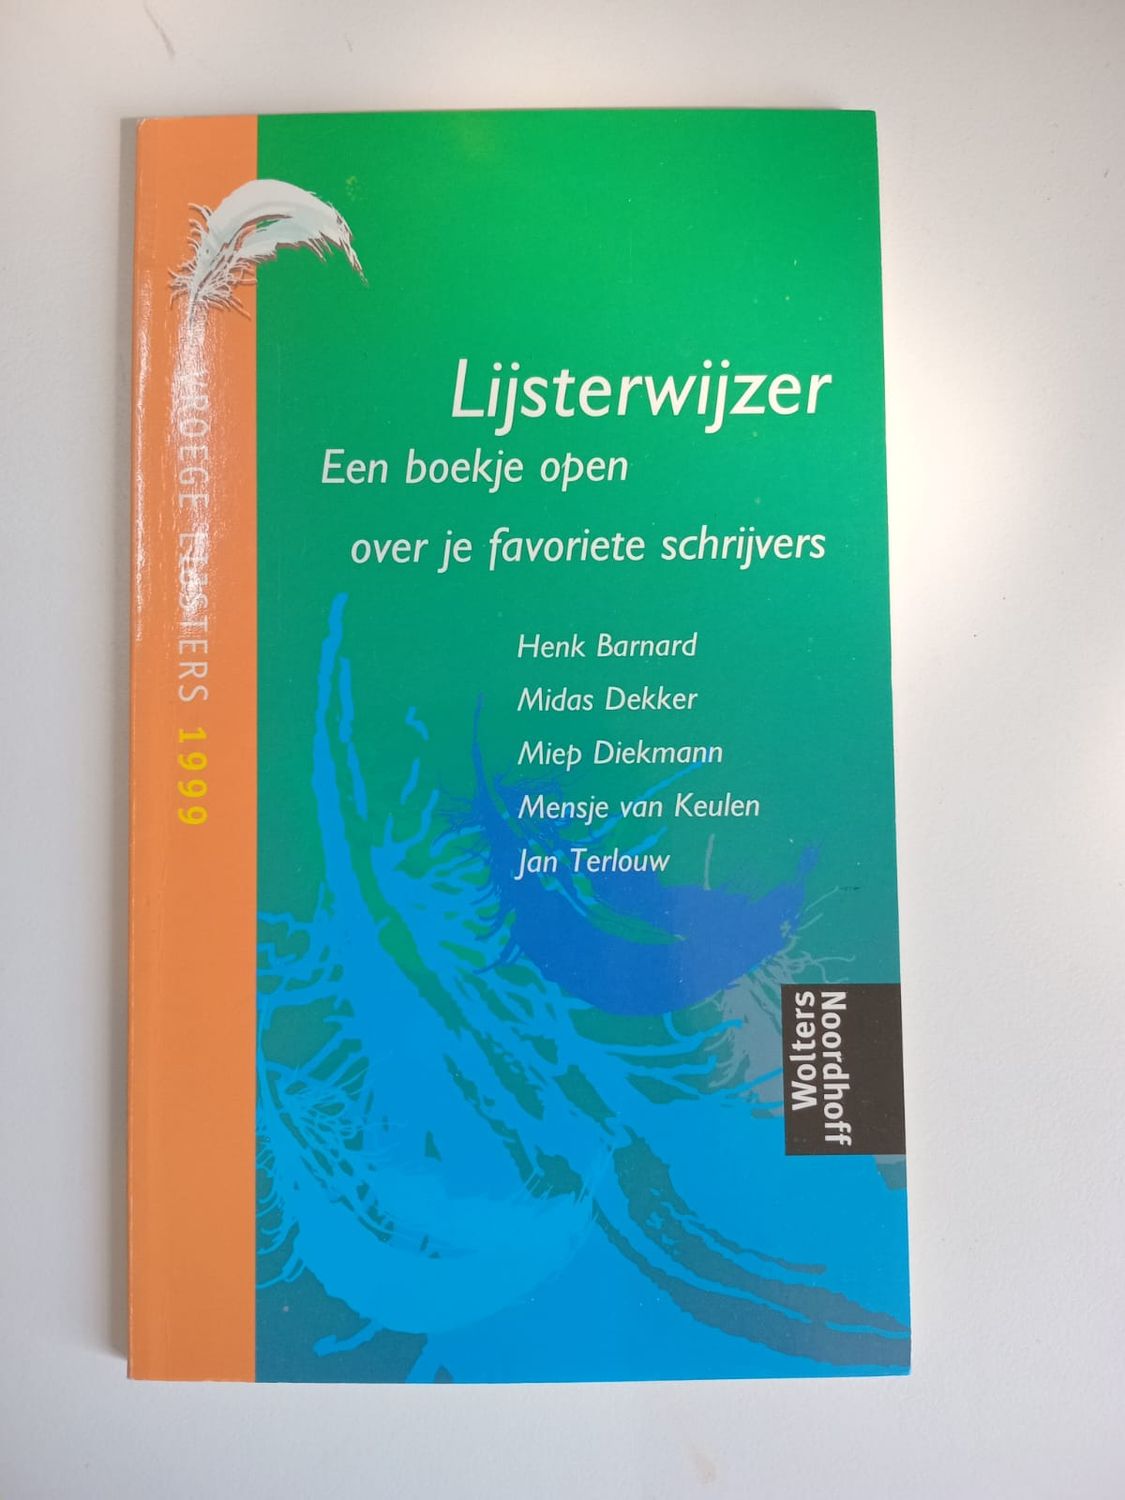 Lijsterwijzer
Een boekje open
over je favoriete schrijvers
Henk Barnard
Midas Dekker
Miep Diekmann
Mensje van Keulen
Jan Terlouw
VROEGE LIJSTERS 1999
Wolters
Noordhoff